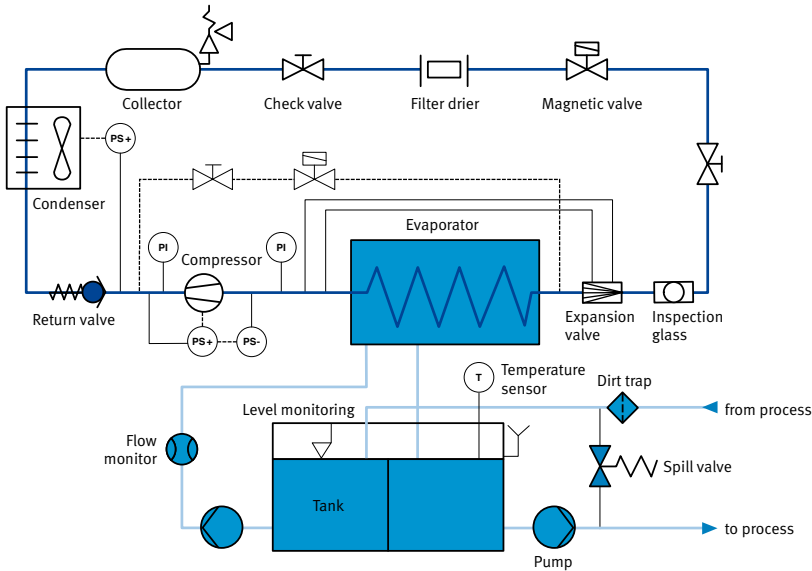 Collector
Check valve
Filter drier
Magnetic valve
PS+
Condenser
Evaporator
PI
Compressor
PI
Return valve
Expansion
valve
Inspection
glass
PS+
PS-
T
Temperature
sensor
Dirt trap
Level monitoring
from process
Flow
monitor
Spill valve
Tank
to process
Pump